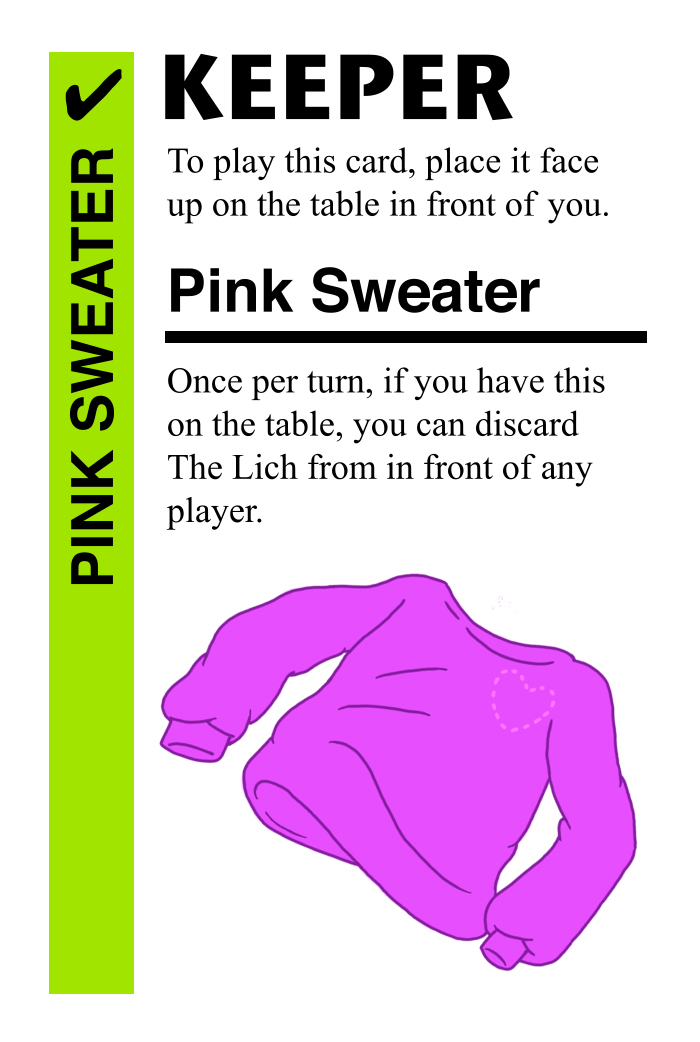 ✔ PINK SWEATER
KEEPER
To play this card, place it face
up on the table in front of you.
Pink Sweater
Once per turn, if you have this
on the table, you can discard
The Lich from in front of any
player.